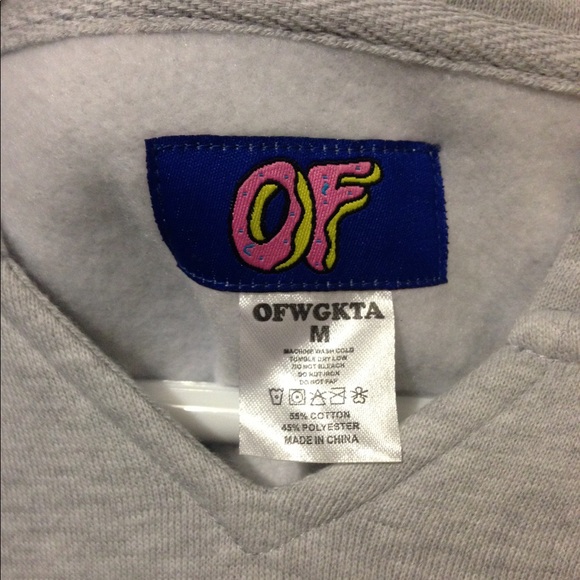 OF
OFWGKTA
M
MACHINE WASH COLD
TUMBLE DRY LOW
DO NOT BLEACH
DO NOT IRON
DO NOT PAP
55% COTTON
45% POLYESTER
MADE IN CHINA